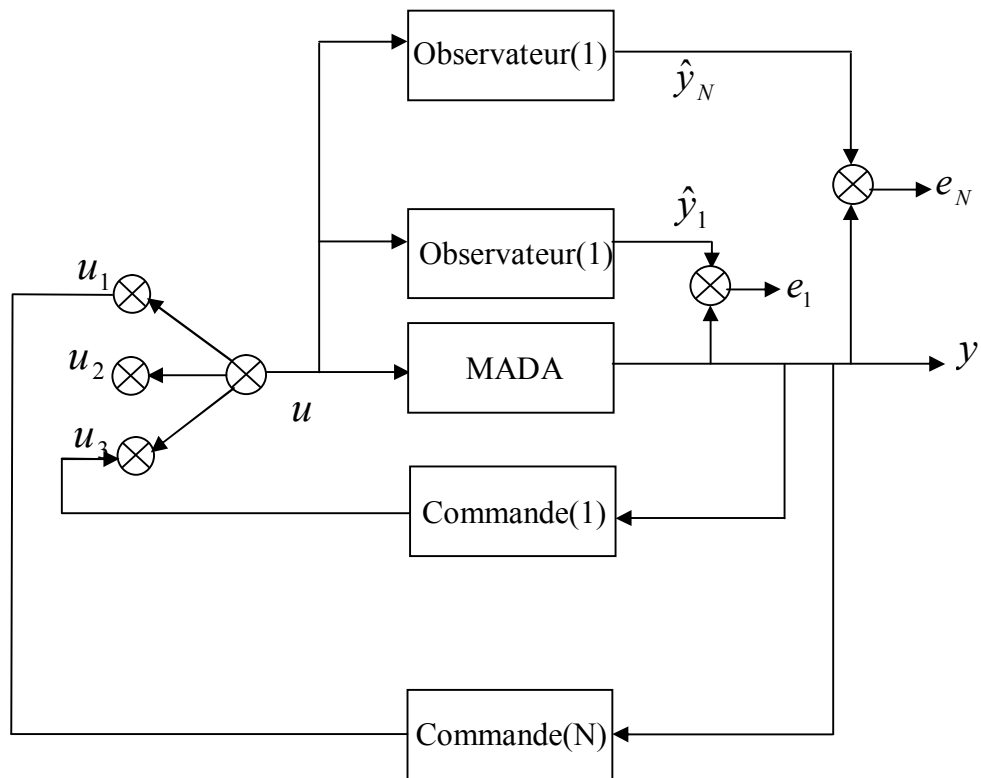 Observateur(1)
ŷ_N
e_N
ŷ_1
Observateur(1)
u_1
e_1
u_2
MADA
y
u
u_3
Commande(1)
Commande(N)